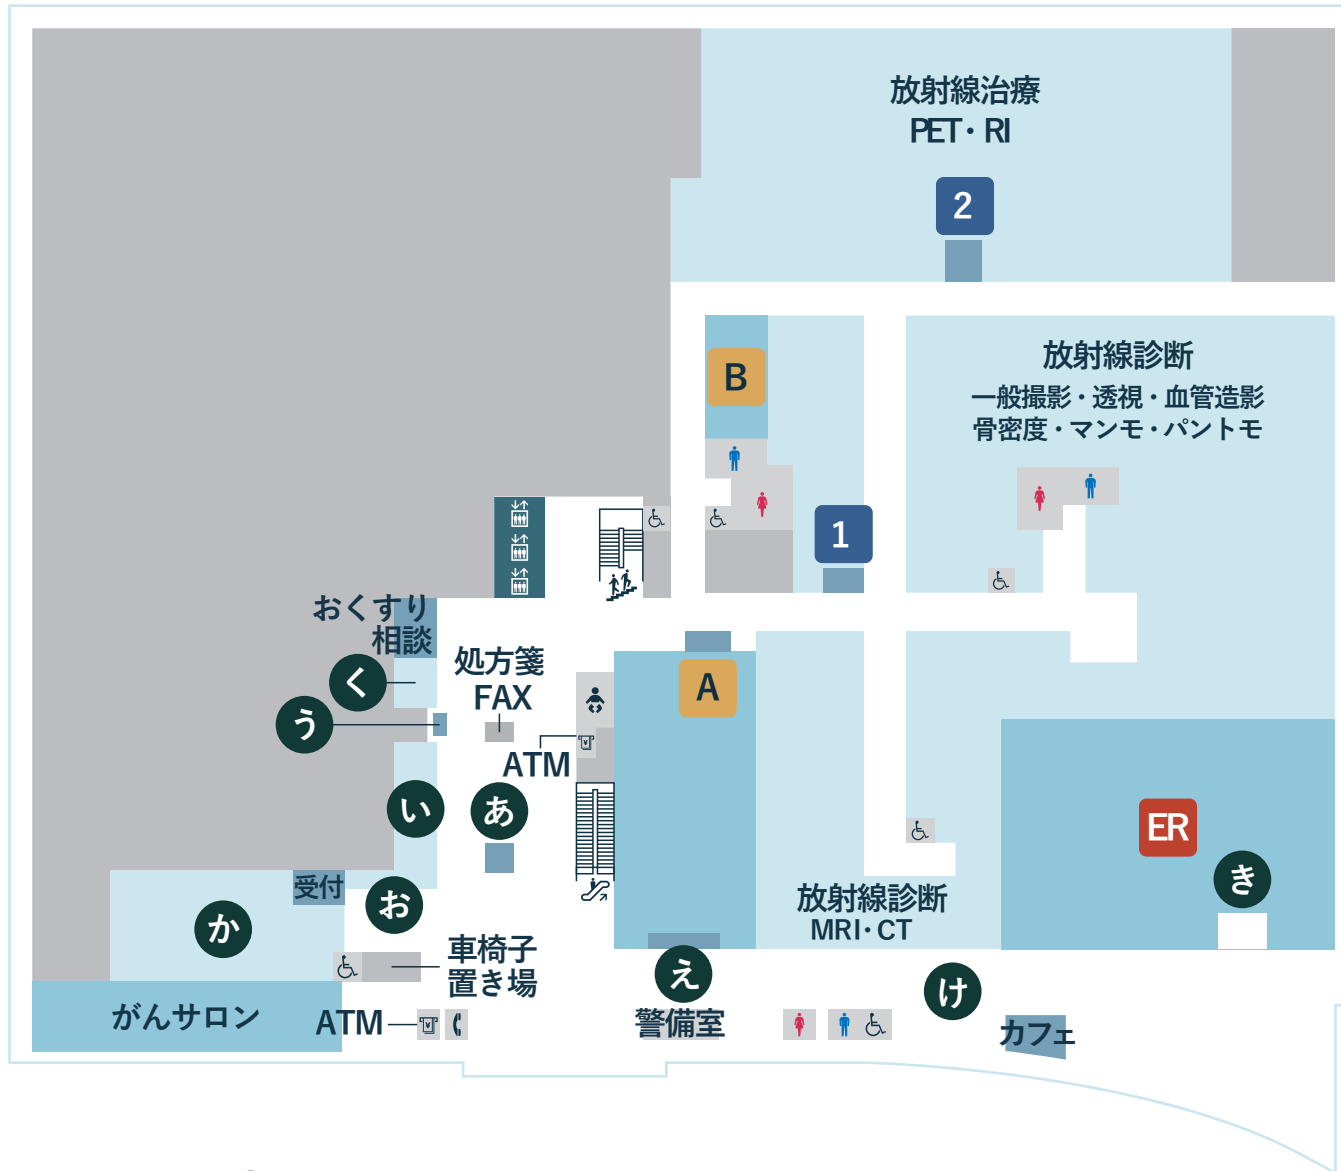 放射線治療
PET・RI
2
放射線診断
一般撮影・透視・血管造影
骨密度・マンモ・パントモ
B
1
おくすり
相談
処方箋
FAX
A
く
う
ATM
い
あ
ER
き
受付
お
か
放射線診断
MRI・CT
車椅子
置き場
え
け
がんサロン
ATM
警備室
カフェ